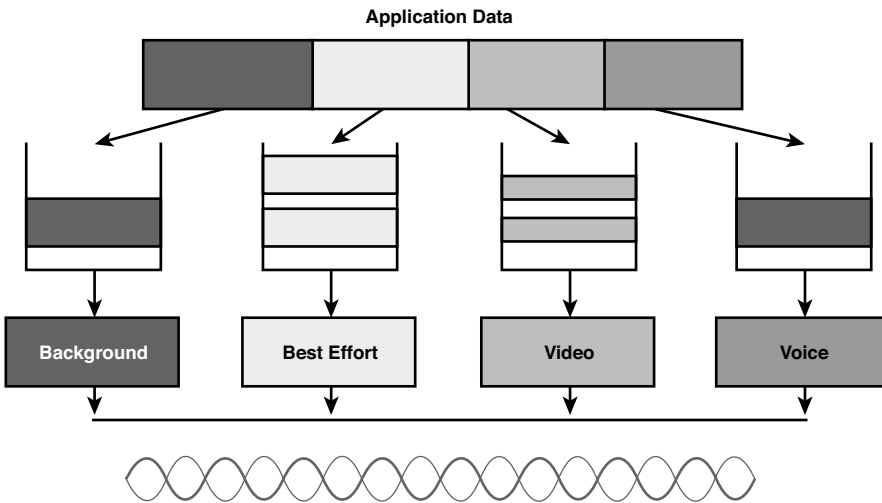 Application Data
Background
Best Effort
Video
Voice